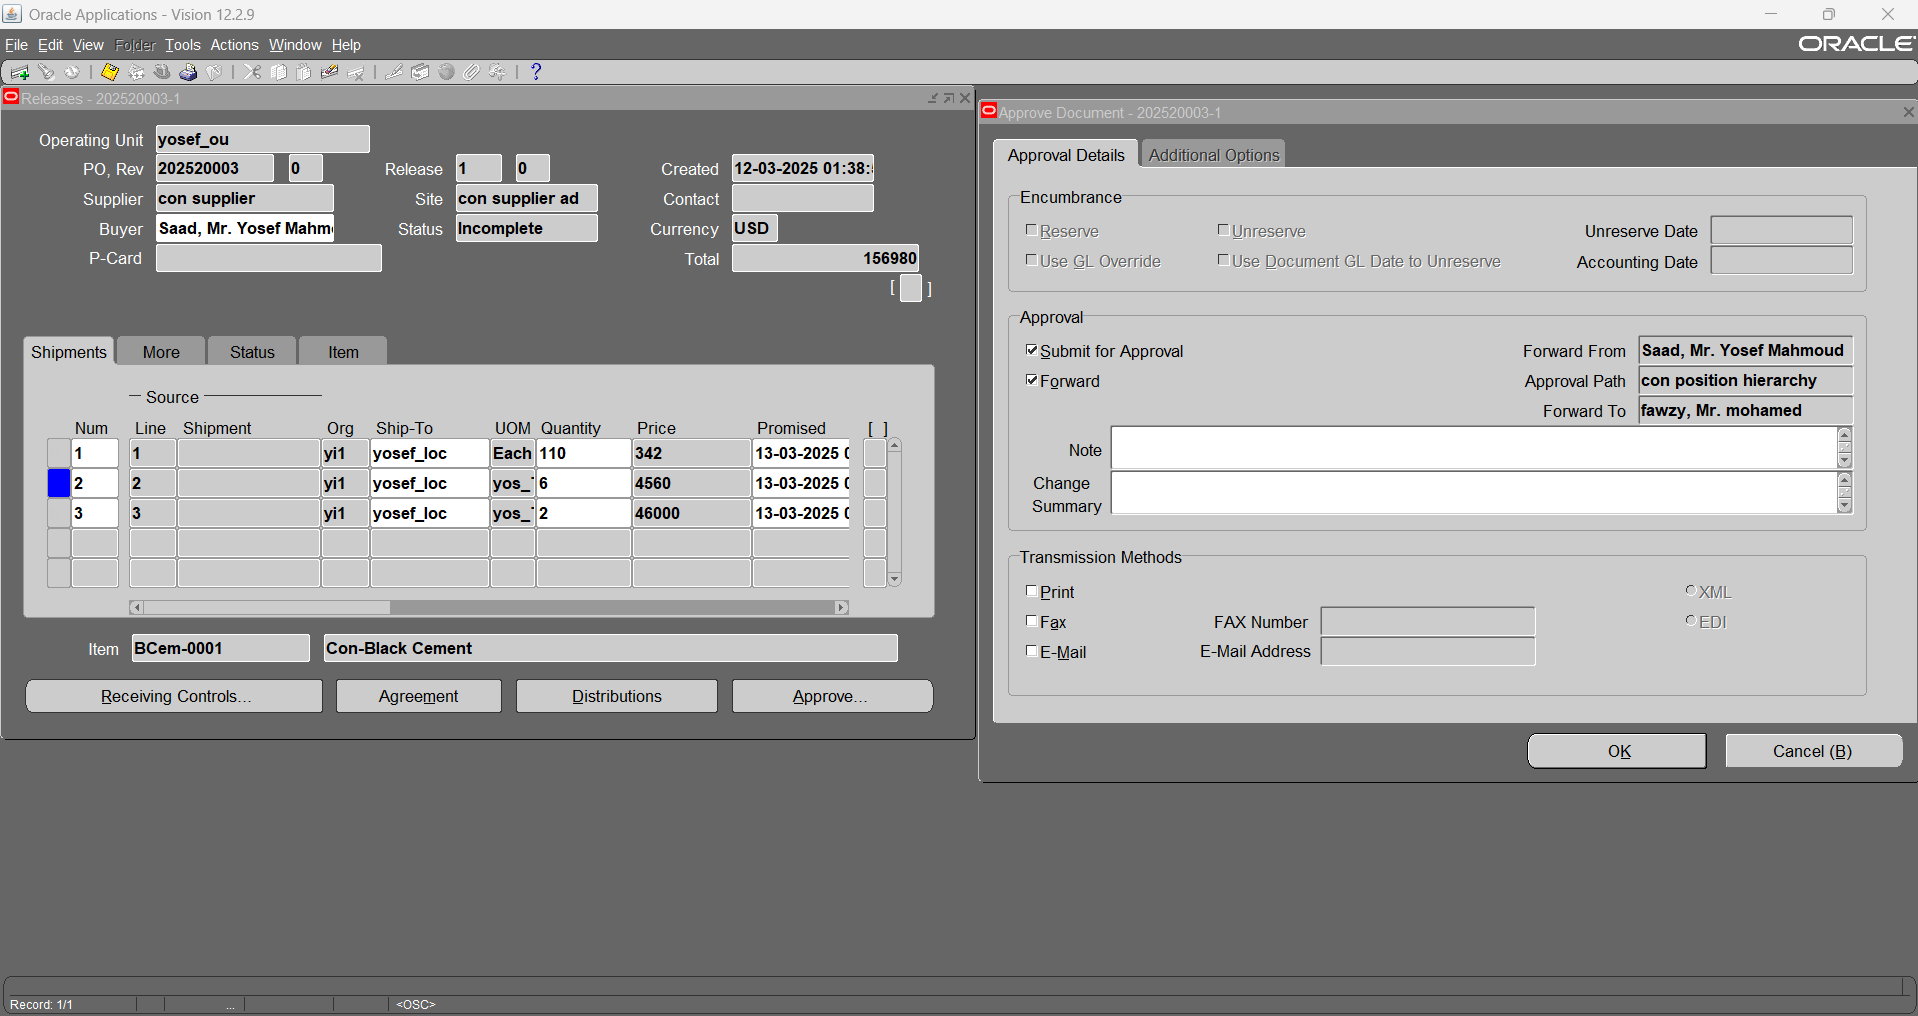 Oracle Applications - Vision 12.2.9
File Edit View Folder Tools Actions Window Help
ORACLE
Releases - 202520003-1
Operating Unit yosef_ou
PO, Rev 202520003 0 Release 1 0 Created 12-03-2025 01:38:
Supplier con supplier Site con supplier ad Contact
Buyer Saad, Mr. Yosef Mahm Status Incomplete Currency USD
P-Card Total 156980
[ ]
Shipments More Status Item
Source
Num Line Shipment Org Ship-To UOM Quantity Price Promised [ ]
1 1 yi1 yosef_loc Each 110 342 13-03-2025 0
2 2 yi1 yosef_loc yos_ 6 4560 13-03-2025 0
3 3 yi1 yosef_loc yos_ 2 46000 13-03-2025 0
Item BCem-0001 Con-Black Cement
Receiving Controls... Agreement Distributions Approve...
Approve Document - 202520003-1
Approval Details Additional Options
Encumbrance
Reserve Unreserve Unreserve Date
Use GL Override Use Document GL Date to Unreserve Accounting Date
Approval
Submit for Approval Forward From Saad, Mr. Yosef Mahmoud
Forward Approval Path con position hierarchy
Forward To fawzy, Mr. mohamed
Note
Change
Summary
Transmission Methods
Print XML
Fax FAX Number EDI
E-Mail E-Mail Address
OK Cancel (B)
Record: 1/1 ... <OSC>